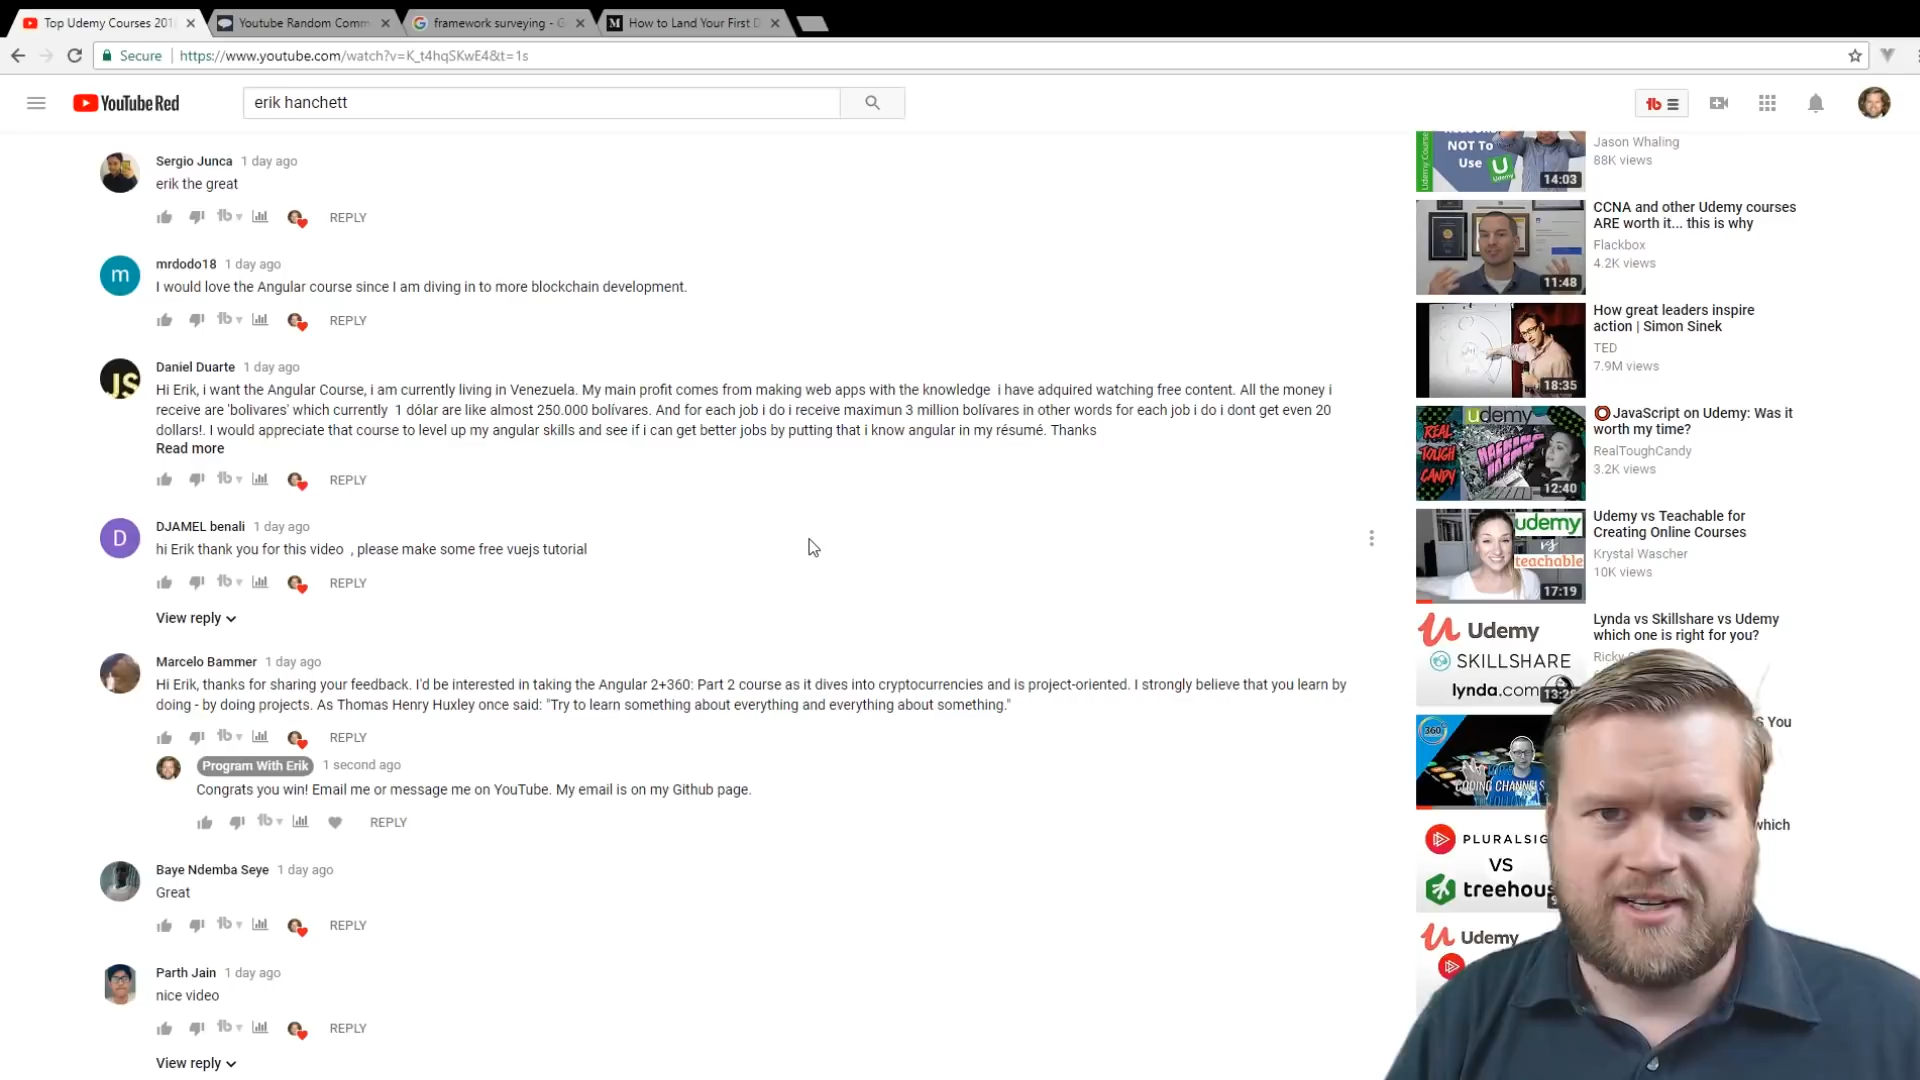 Top Udemy Courses 201
Youtube Random Comm
framework surveying - G
How to Land Your First D
Secure
https://www.youtube.com/watch?v=K_t4hqSKwE4&t=1s
YouTube Red
erik hanchett
Sergio Junca 1 day ago
erik the great
REPLY
mrdodo18 1 day ago
I would love the Angular course since I am diving in to more blockchain development.
REPLY
Daniel Duarte 1 day ago
Hi Erik, i want the Angular Course, i am currently living in Venezuela. My main profit comes from making web apps with the knowledge i have adquired watching free content. All the money i
receive are 'bolivares' which currently 1 dólar are like almost 250.000 bolívares. And for each job i do i receive maximun 3 million bolívares in other words for each job i do i dont get even 20
dollars!. I would appreciate that course to level up my angular skills and see if i can get better jobs by putting that i know angular in my résumé. Thanks
Read more
REPLY
DJAMEL benali 1 day ago
hi Erik thank you for this video , please make some free vuejs tutorial
REPLY
View reply
Marcelo Bammer 1 day ago
Hi Erik, thanks for sharing your feedback. I'd be interested in taking the Angular 2+360: Part 2 course as it dives into cryptocurrencies and is project-oriented. I strongly believe that you learn by
doing - by doing projects. As Thomas Henry Huxley once said: "Try to learn something about everything and everything about something."
REPLY
Program With Erik 1 second ago
Congrats you win! Email me or message me on YouTube. My email is on my Github page.
REPLY
Baye Ndemba Seye 1 day ago
Great
REPLY
Parth Jain 1 day ago
nice video
REPLY
View reply
NOT To
Use
Udemy
14:03
Jason Whaling
88K views
11:48
CCNA and other Udemy courses
ARE worth it... this is why
Flackbox
4.2K views
18:35
How great leaders inspire
action | Simon Sinek
TED
7.9M views
udemy
REAL
TOUGH
CANDY
12:40
JavaScript on Udemy: Was it
worth my time?
RealToughCandy
3.2K views
udemy
vs
teachable
17:19
Udemy vs Teachable for
Creating Online Courses
Krystal Wascher
10K views
Udemy
SKILLSHARE
lynda.com
Lynda vs Skillshare vs Udemy
which one is right for you?
Ricky
360
CODING CHANNELS
You
PLURALSIG
VS
treehous
which
Udemy